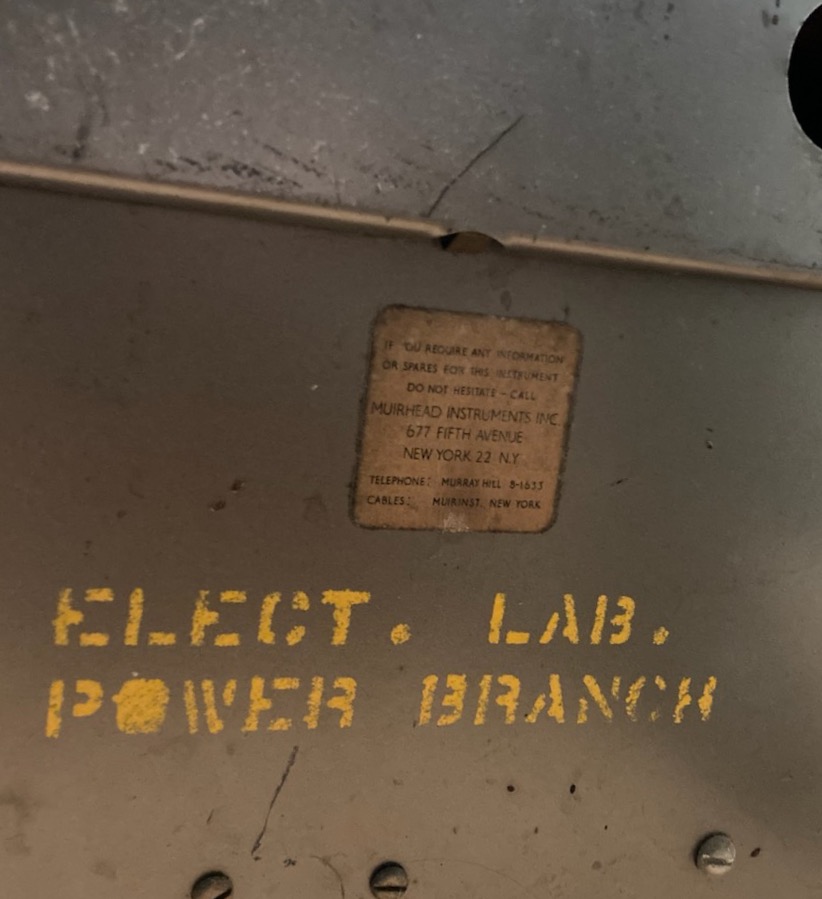 IF YOU REQUIRE ANY INFORMATION
OR SPARES FOR THIS INSTRUMENT
DO NOT HESITATE – CALL
MUIRHEAD INSTRUMENTS INC.
677 FIFTH AVENUE
NEW YORK 22 N.Y.
TELEPHONE: MURRAY HILL 8-1633
CABLES: MUIRINST, NEW YORK
ELECT. LAB.
POWER BRANCH